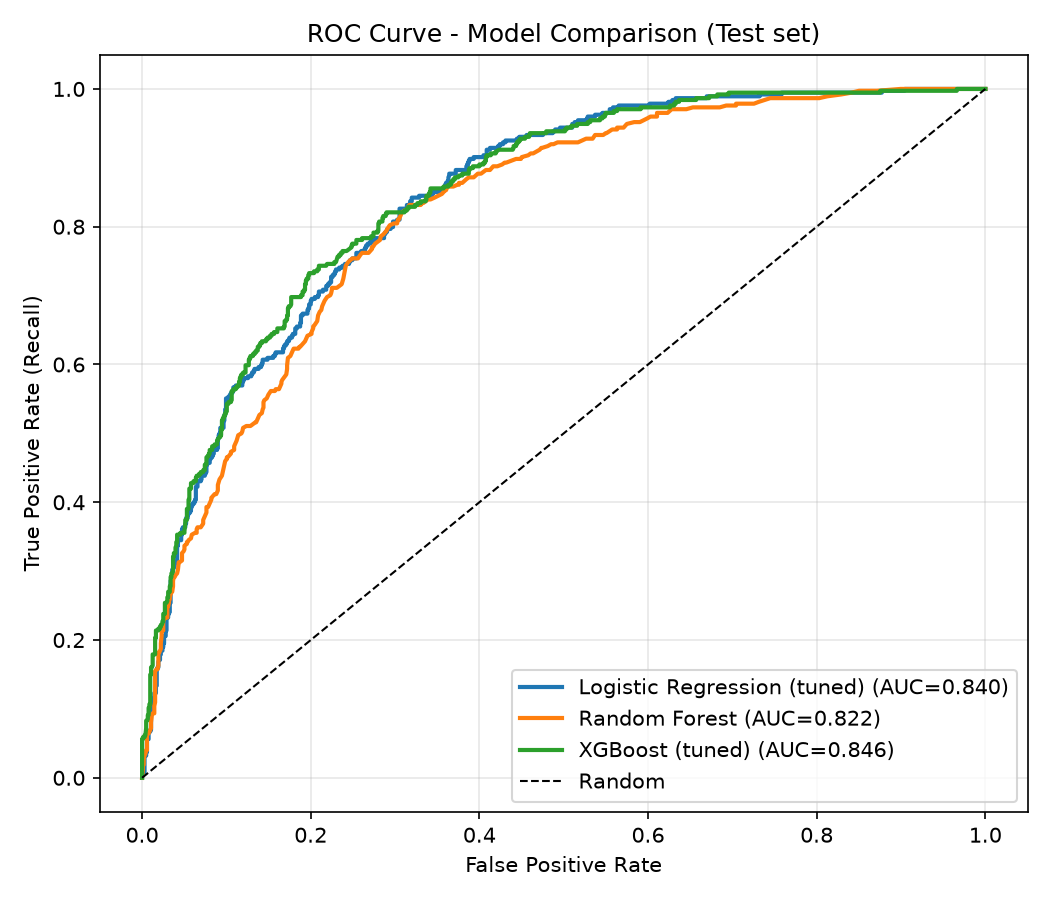 ROC Curve - Model Comparison (Test set)
True Positive Rate (Recall)
1.0
0.8
0.6
0.4
0.2
0.0
0.0 0.2 0.4 0.6 0.8 1.0
False Positive Rate
Logistic Regression (tuned) (AUC=0.840)
Random Forest (AUC=0.822)
XGBoost (tuned) (AUC=0.846)
Random